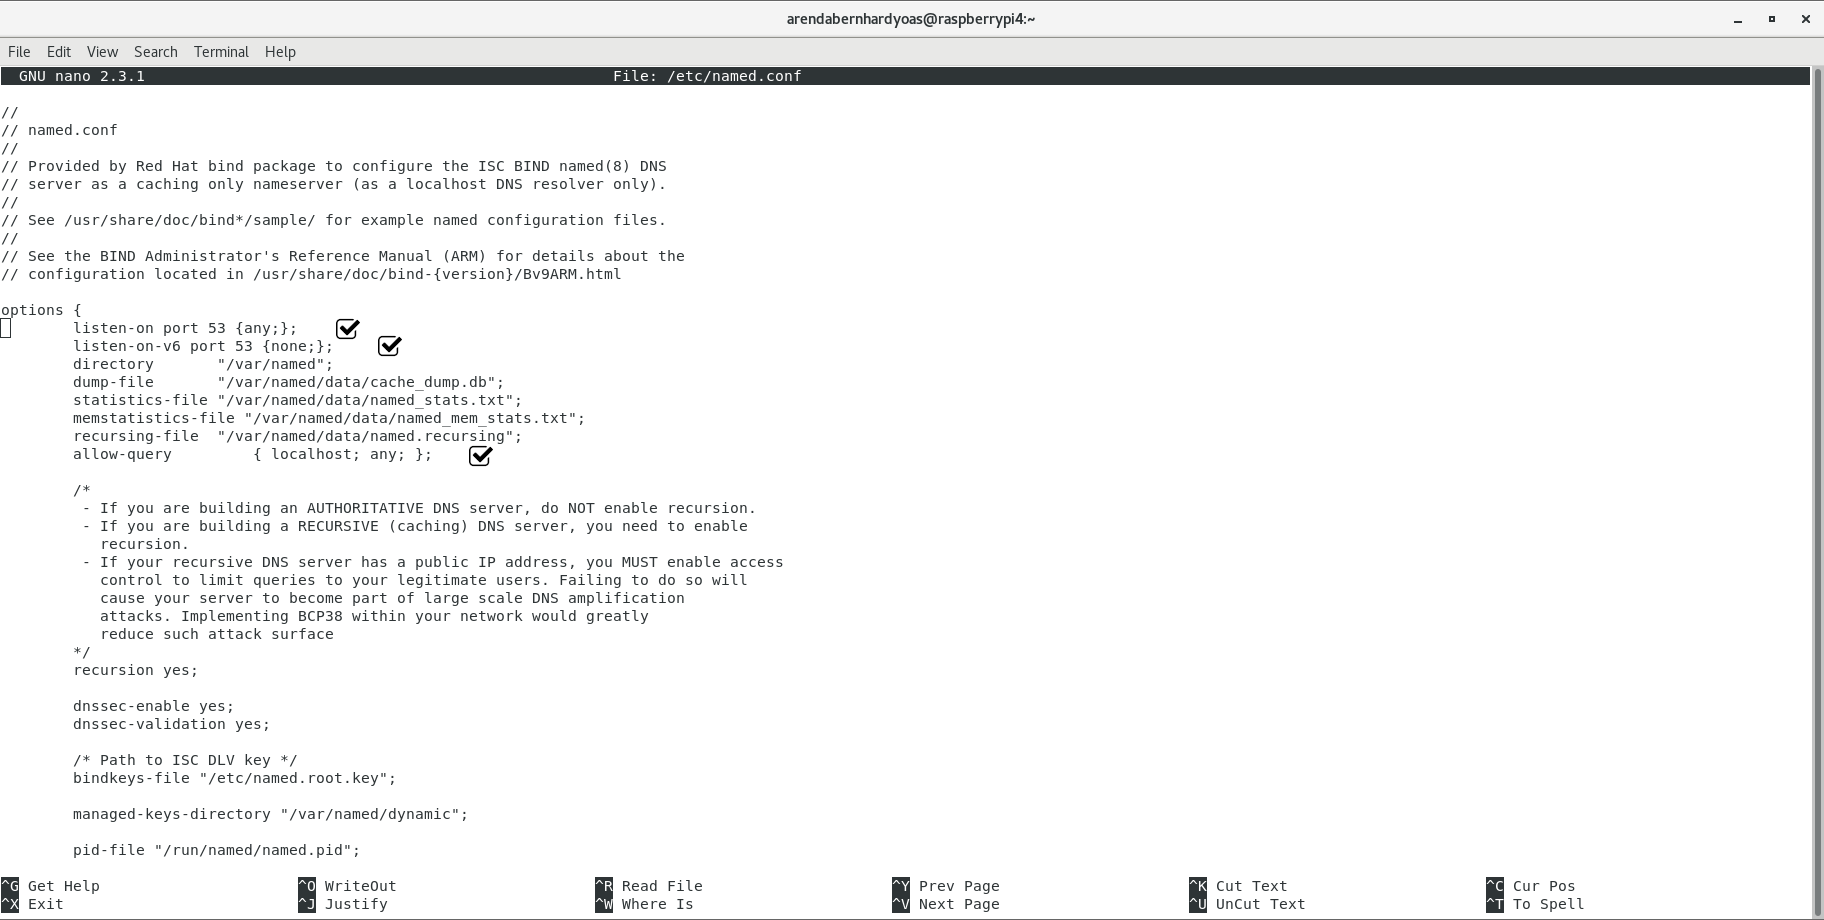 arendabernhardyoas@raspberrypi4:~
File Edit View Search Terminal Help
GNU nano 2.3.1 File: /etc/named.conf
//
// named.conf
//
// Provided by Red Hat bind package to configure the ISC BIND named(8) DNS
// server as a caching only nameserver (as a localhost DNS resolver only).
//
// See /usr/share/doc/bind*/sample/ for example named configuration files.
//
// See the BIND Administrator's Reference Manual (ARM) for details about the
// configuration located in /usr/share/doc/bind-{version}/Bv9ARM.html
options {
listen-on port 53 {any;};
listen-on-v6 port 53 {none;};
directory "/var/named";
dump-file "/var/named/data/cache_dump.db";
statistics-file "/var/named/data/named_stats.txt";
memstatistics-file "/var/named/data/named_mem_stats.txt";
recursing-file "/var/named/data/named.recursing";
allow-query { localhost; any; };
/*
- If you are building an AUTHORITATIVE DNS server, do NOT enable recursion.
- If you are building a RECURSIVE (caching) DNS server, you need to enable
recursion.
- If your recursive DNS server has a public IP address, you MUST enable access
control to limit queries to your legitimate users. Failing to do so will
cause your server to become part of large scale DNS amplification
attacks. Implementing BCP38 within your network would greatly
reduce such attack surface
*/
recursion yes;
dnssec-enable yes;
dnssec-validation yes;
/* Path to ISC DLV key */
bindkeys-file "/etc/named.root.key";
managed-keys-directory "/var/named/dynamic";
pid-file "/run/named/named.pid";
^G Get Help ^O WriteOut ^R Read File ^Y Prev Page ^K Cut Text ^C Cur Pos
^X Exit ^J Justify ^W Where Is ^V Next Page ^U UnCut Text ^T To Spell